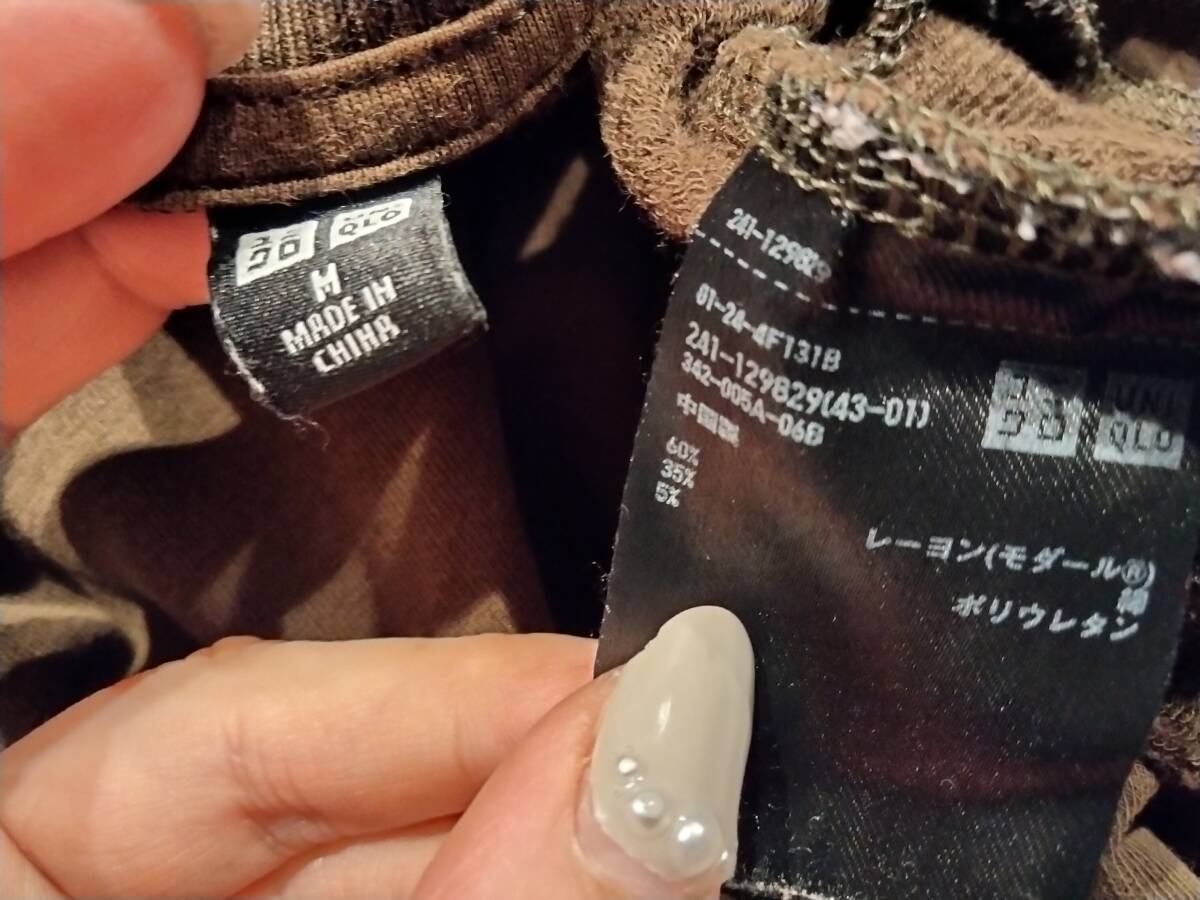 ユニ
クロ
UNI
QLO
M
MADE IN
CHINA
241-129829
01-24-4F131B
241-129829(43-01)
342-005A-06B
中国製
ユニ
クロ
UNI
QLO
60%
35%
5%
レーヨン(モダール®)
綿
ポリウレタン